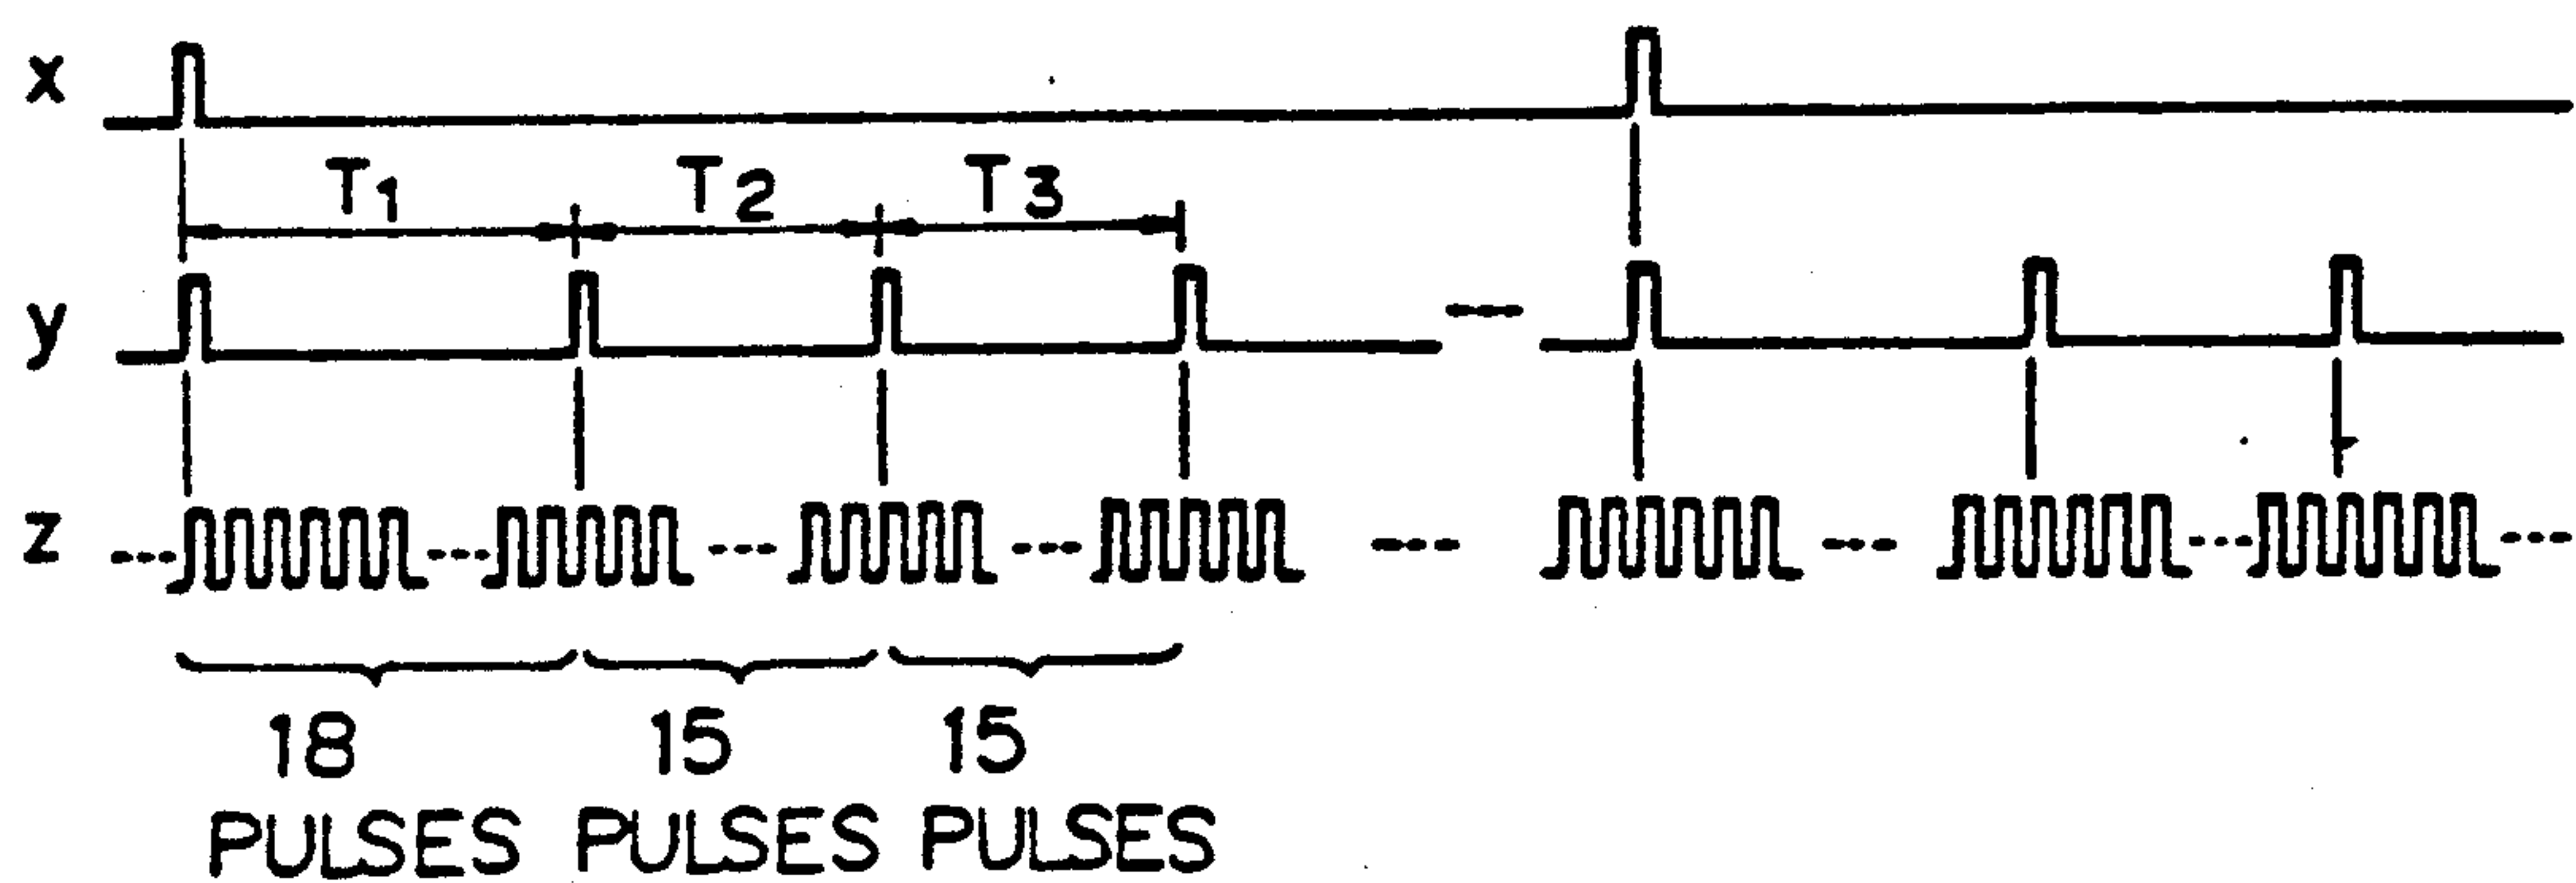 x
T1 T2 T3
y
z
18 15 15
PULSES PULSES PULSES